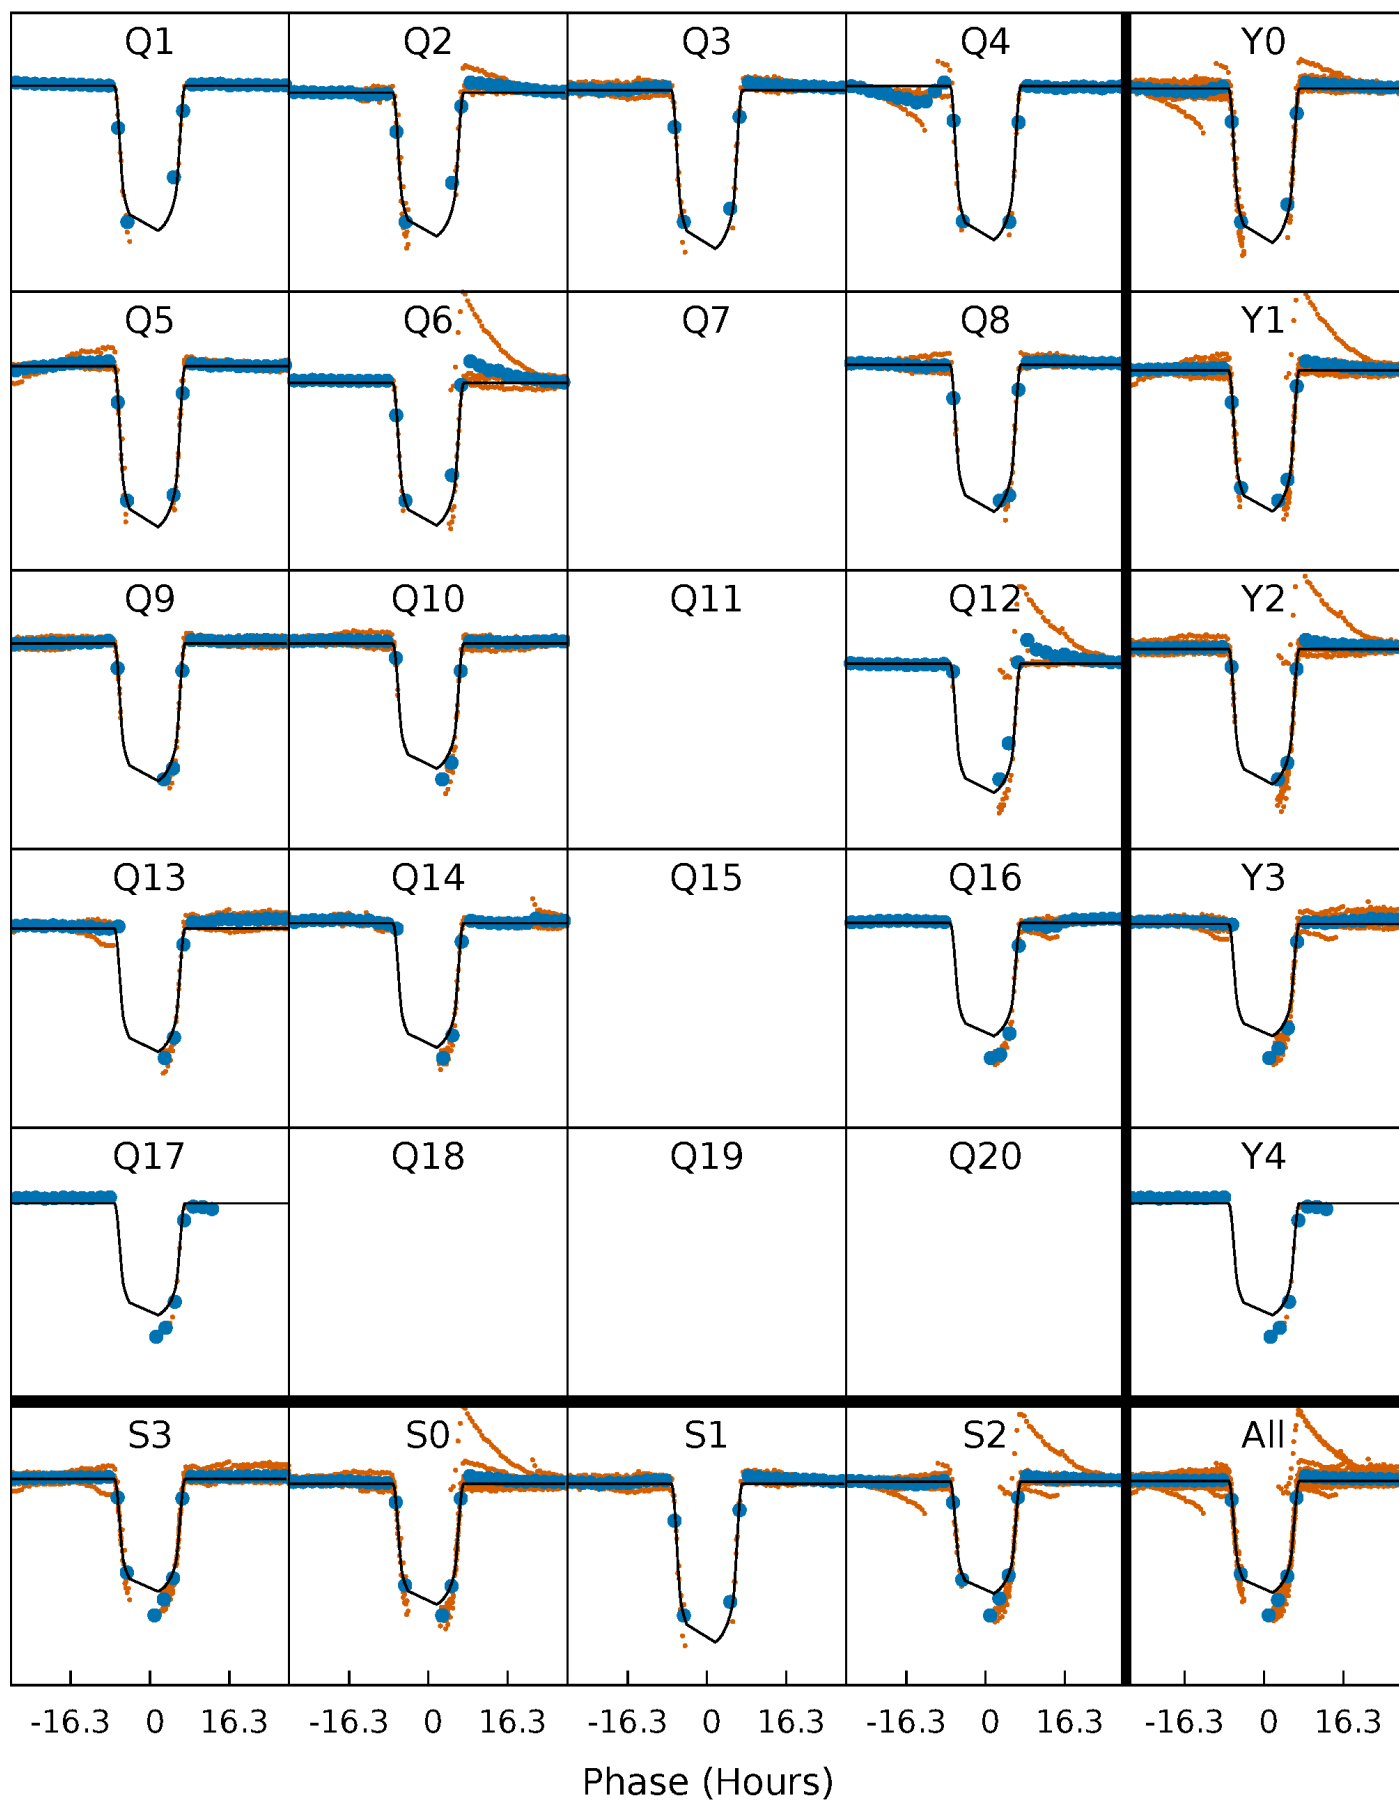 Q1 Q2 Q3 Q4 Y0
Q5 Q6 Q7 Q8 Y1
Q9 Q10 Q11 Q12 Y2
Q13 Q14 Q15 Q16 Y3
Q17 Q18 Q19 Q20 Y4
S3 S0 S1 S2 All
-16.3 0 16.3 -16.3 0 16.3 -16.3 0 16.3 -16.3 0 16.3 -16.3 0 16.3
Phase (Hours)